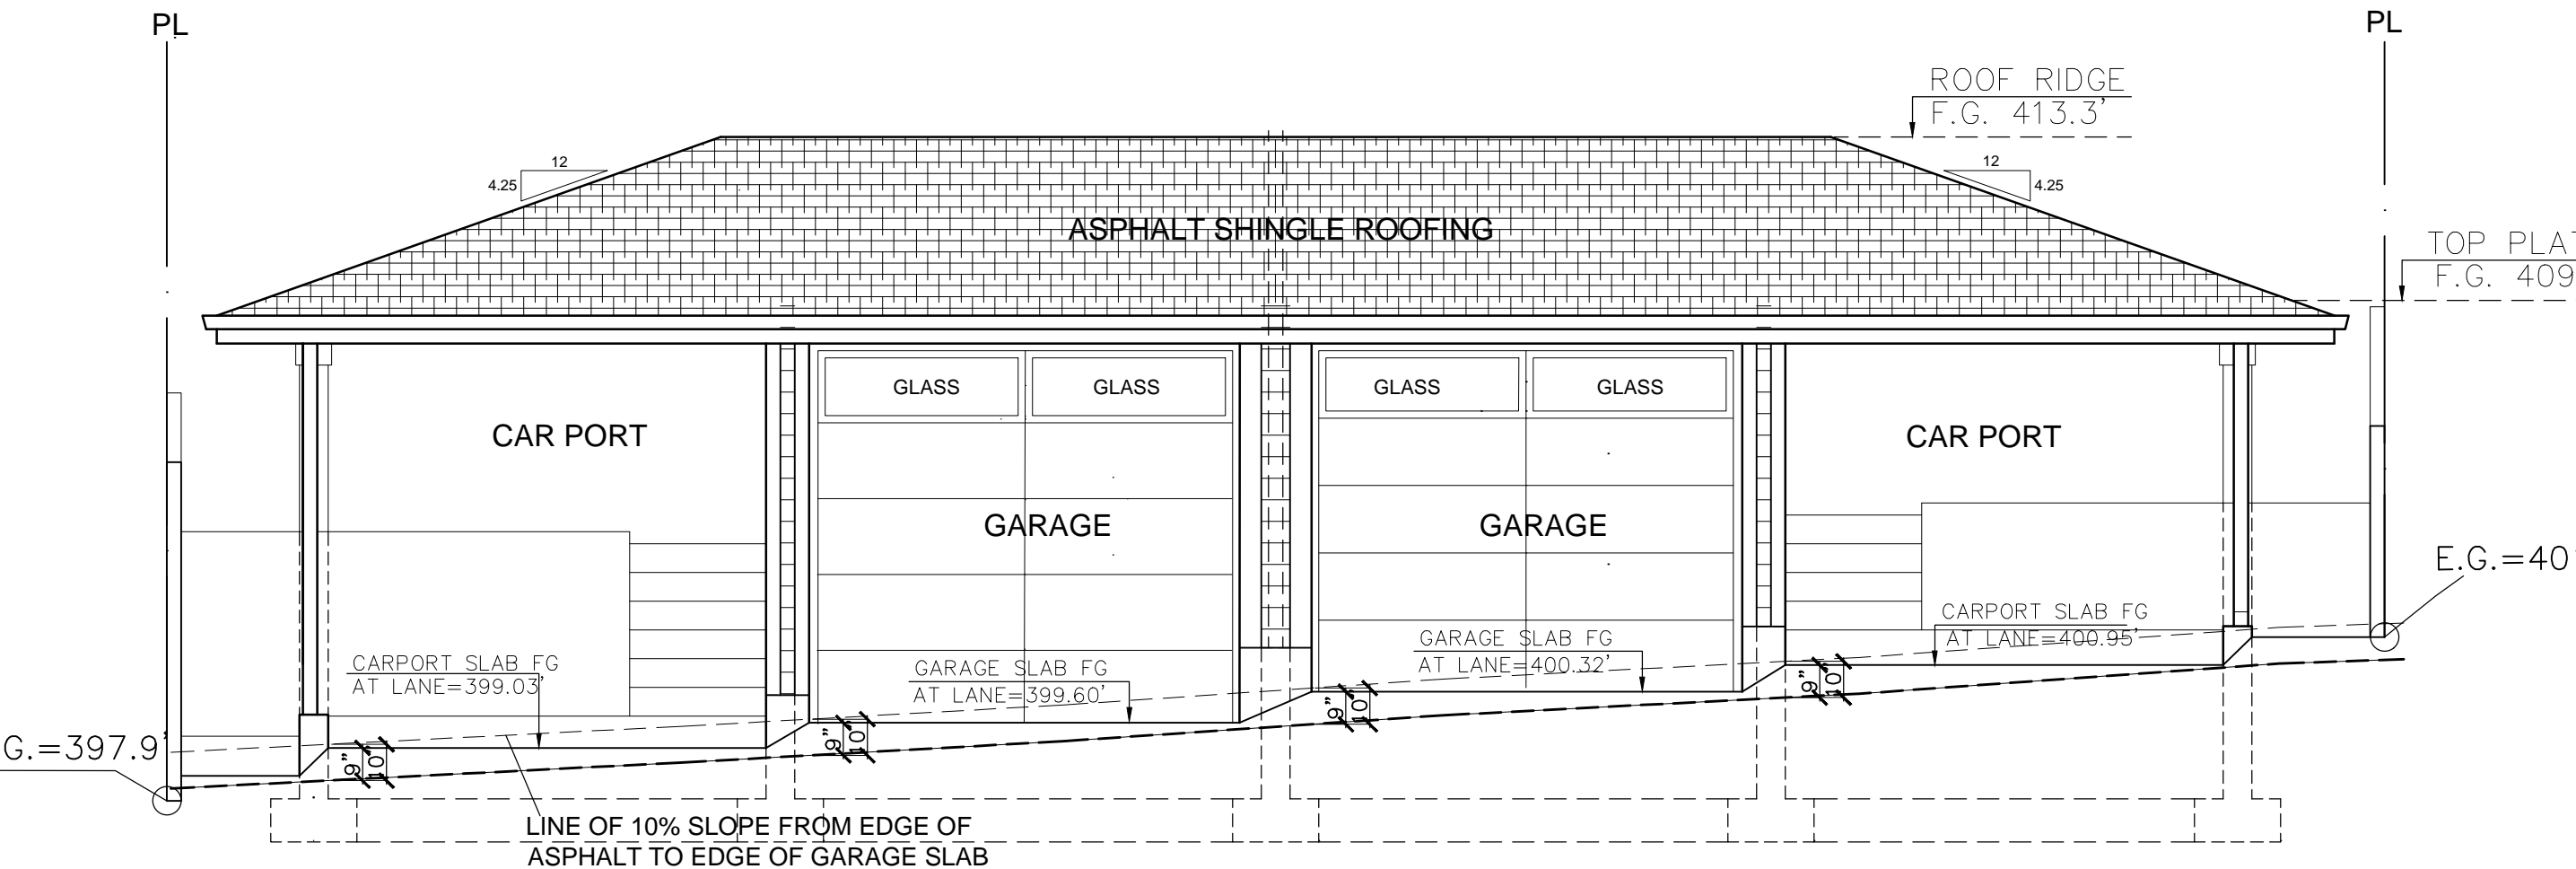 PL
PL
ROOF RIDGE
F.G. 413.3'
12
4.25
12
4.25
ASPHALT SHINGLE ROOFING
TOP PLAT
F.G. 409
GLASS
GLASS
GLASS
GLASS
CAR PORT
CAR PORT
GARAGE
GARAGE
E.G.=40
CARPORT SLAB FG
AT LANE=400.95'
GARAGE SLAB FG
AT LANE=400.32'
CARPORT SLAB FG
AT LANE=399.03'
GARAGE SLAB FG
AT LANE=399.60'
9" 10"
9" 10"
9" 10"
9" 10"
G.=397.9'
LINE OF 10% SLOPE FROM EDGE OF
ASPHALT TO EDGE OF GARAGE SLAB